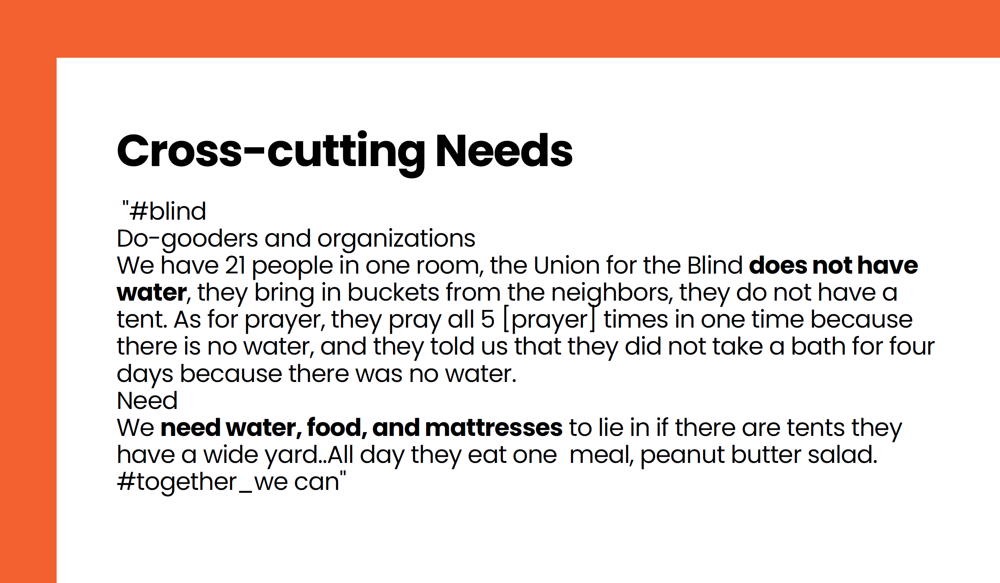 Cross-cutting Needs
"#blind
Do-gooders and organizations
We have 21 people in one room, the Union for the Blind does not have
water, they bring in buckets from the neighbors, they do not have a
tent. As for prayer, they pray all 5 [prayer] times in one time because
there is no water, and they told us that they did not take a bath for four
days because there was no water.
Need
We need water, food, and mattresses to lie in if there are tents they
have a wide yard..All day they eat one  meal, peanut butter salad.
#together_we can"